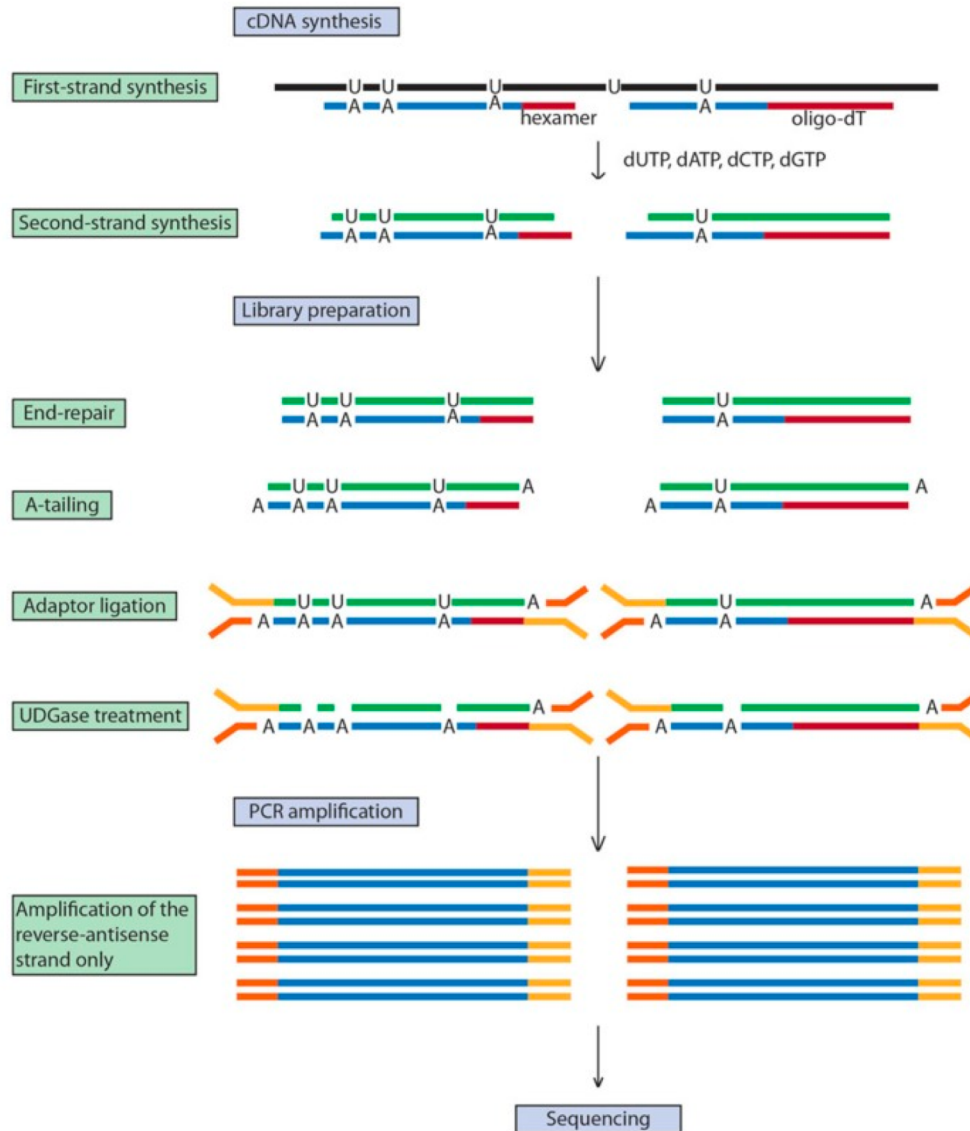 cDNA synthesis
First-strand synthesis
U U U U U
A A A A
hexamer oligo-dT
dUTP, dATP, dCTP, dGTP
Second-strand synthesis
U U U U
A A A A
Library preparation
End-repair
U U U U
A A A A
A-tailing
U U U A U A
A A A A A A
Adaptor ligation
U U U A U A
A A A A A A
UDGase treatment
A A
A A A A A A
PCR amplification
Amplification of the
reverse-antisense
strand only
Sequencing